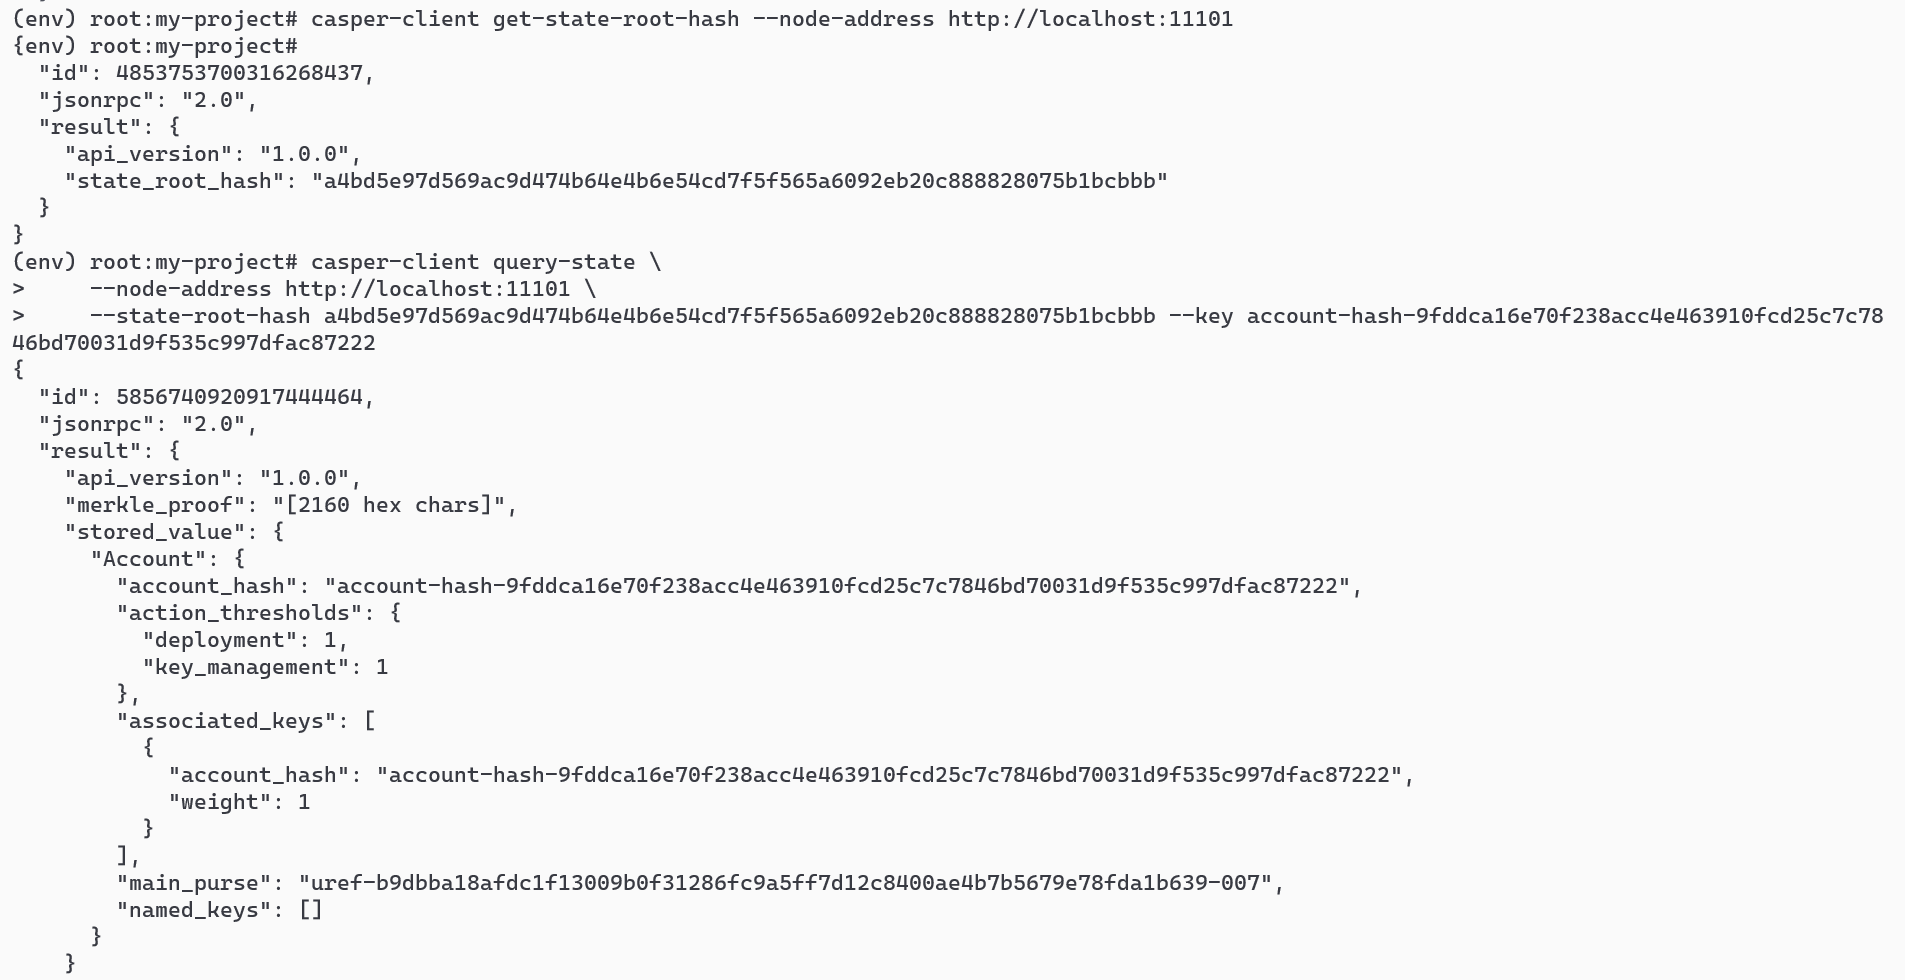 (env) root:my-project# casper-client get-state-root-hash --node-address http://localhost:11101
{env) root:my-project#
  "id": 4853753700316268437,
  "jsonrpc": "2.0",
  "result": {
    "api_version": "1.0.0",
    "state_root_hash": "a4bd5e97d569ac9d474b64e4b6e54cd7f5f565a6092eb20c888828075b1bcbbb"
  }
}
(env) root:my-project# casper-client query-state \
>     --node-address http://localhost:11101 \
>     --state-root-hash a4bd5e97d569ac9d474b64e4b6e54cd7f5f565a6092eb20c888828075b1bcbbb --key account-hash-9fddca16e70f238acc4e463910fcd25c7c78
46bd70031d9f535c997dfac87222
{
  "id": 5856740920917444464,
  "jsonrpc": "2.0",
  "result": {
    "api_version": "1.0.0",
    "merkle_proof": "[2160 hex chars]",
    "stored_value": {
      "Account": {
        "account_hash": "account-hash-9fddca16e70f238acc4e463910fcd25c7c7846bd70031d9f535c997dfac87222",
        "action_thresholds": {
          "deployment": 1,
          "key_management": 1
        },
        "associated_keys": [
          {
            "account_hash": "account-hash-9fddca16e70f238acc4e463910fcd25c7c7846bd70031d9f535c997dfac87222",
            "weight": 1
          }
        ],
        "main_purse": "uref-b9dbba18afdc1f13009b0f31286fc9a5ff7d12c8400ae4b7b5679e78fda1b639-007",
        "named_keys": []
      }
    }